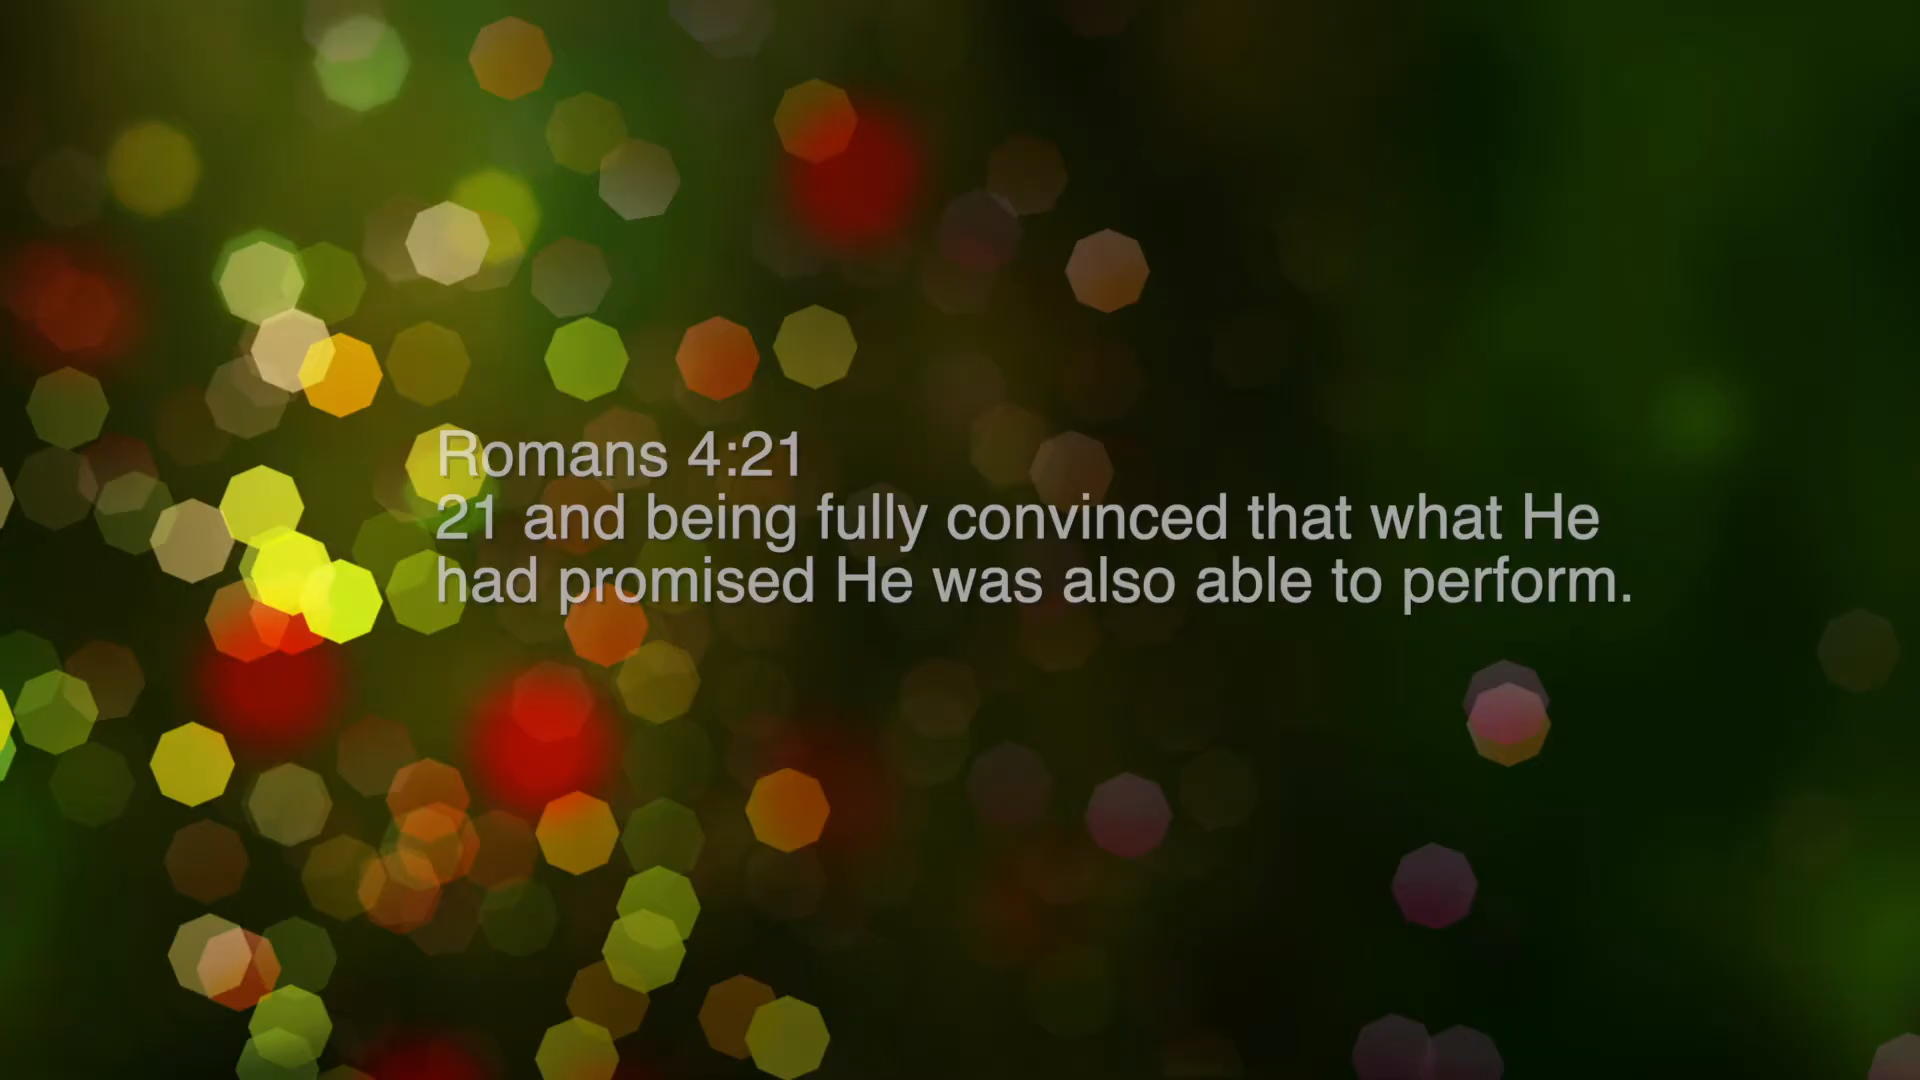 Romans 4:21
21 and being fully convinced that what He
had promised He was also able to perform.